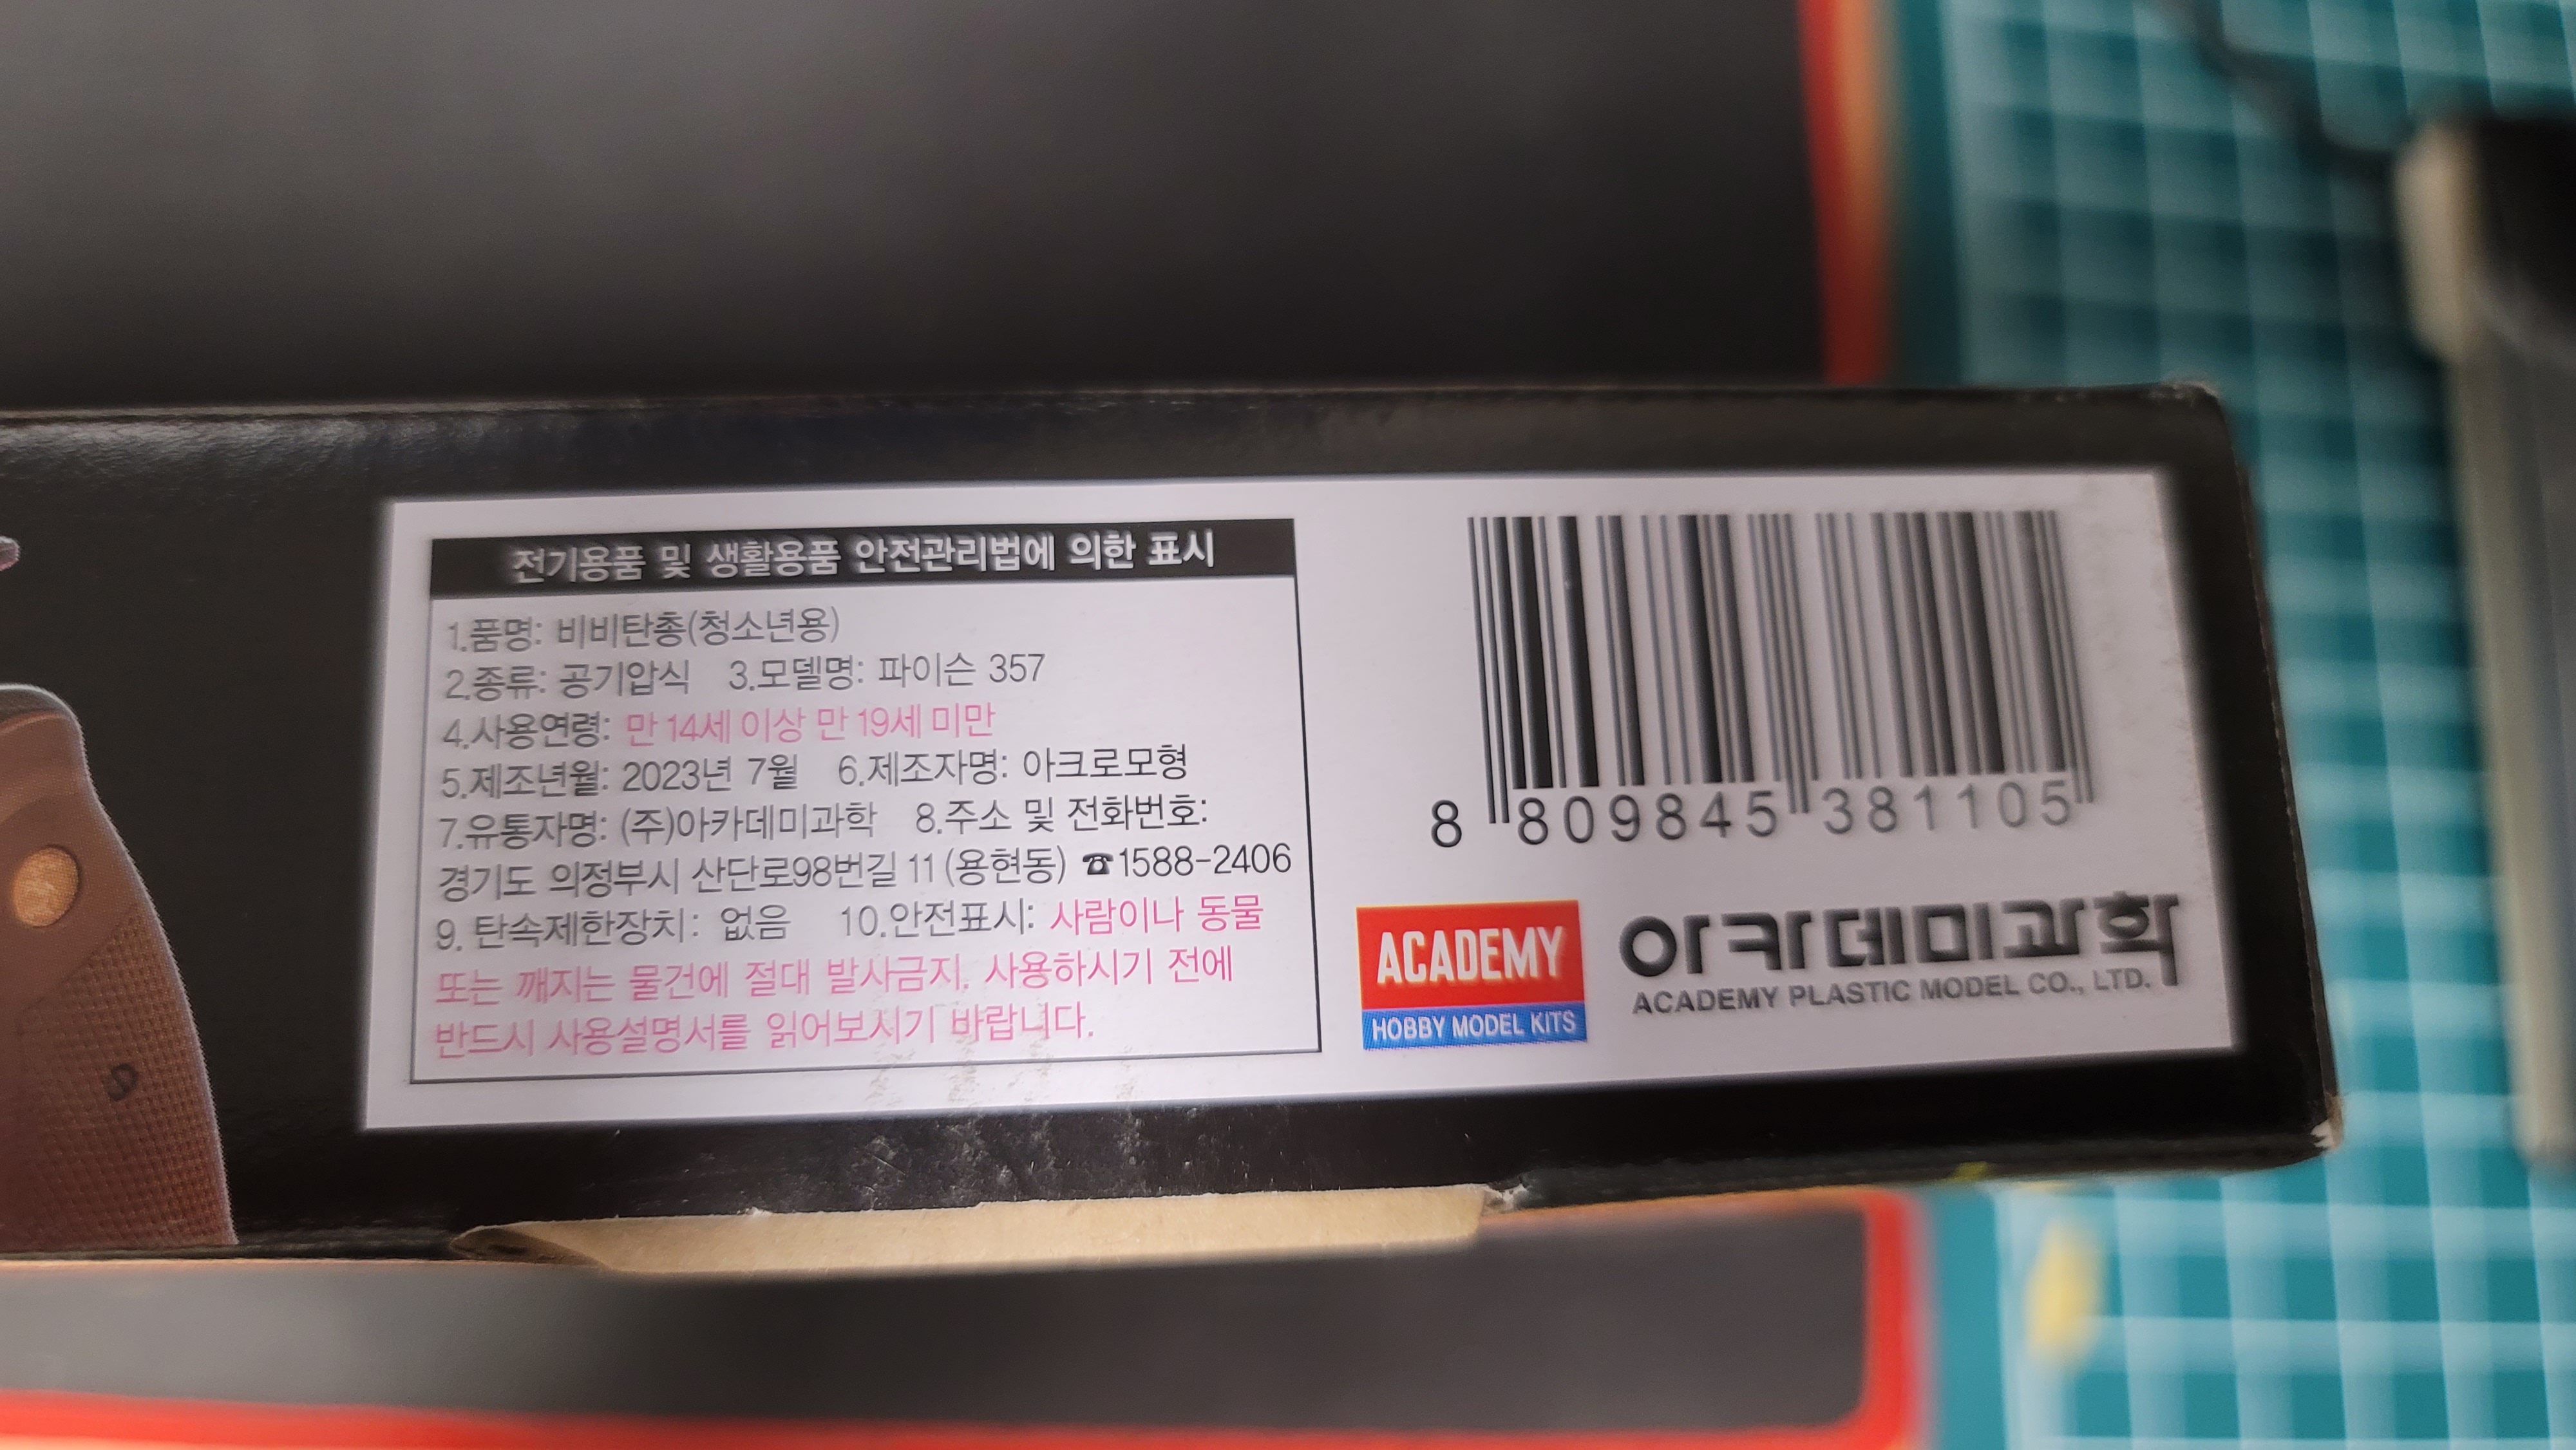 전기용품 및 생활용품 안전관리법에 의한 표시
1.품명: 비비탄총(청소년용)
2.종류: 공기압식 3.모델명: 파이슨 357
4.사용연령: 만 14세 이상 만 19세 미만
5.제조년월: 2023년 7월 6.제조자명: 아크로모형
7.유통자명: (주)아카데미과학 8.주소 및 전화번호:
경기도 의정부시 산단로98번길 11 (용현동) ☎1588-2406
9. 탄속제한장치: 없음 10.안전표시: 사람이나 동물
또는 깨지는 물건에 절대 발사금지. 사용하시기 전에
반드시 사용설명서를 읽어보시기 바랍니다.
8 809845 381105
ACADEMY
HOBBY MODEL KITS
아카데미과학
ACADEMY PLASTIC MODEL CO., LTD.